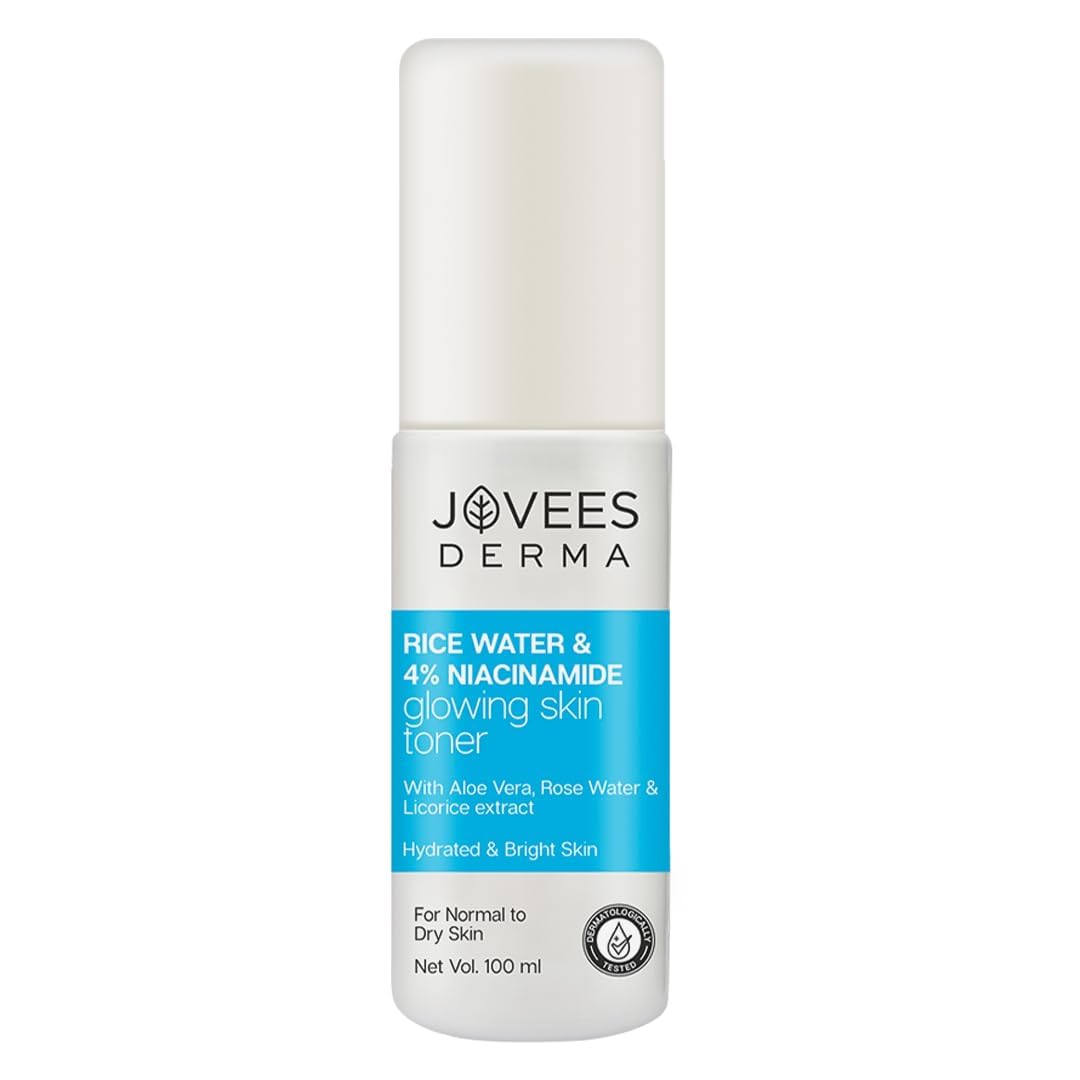 JOVEES
DERMA
RICE WATER &
4% NIACINAMIDE
glowing skin
toner
With Aloe Vera, Rose Water &
Licorice extract
Hydrated & Bright Skin
For Normal to
Dry Skin
Net Vol. 100 ml
DERMATOLOGICALLY
TESTED